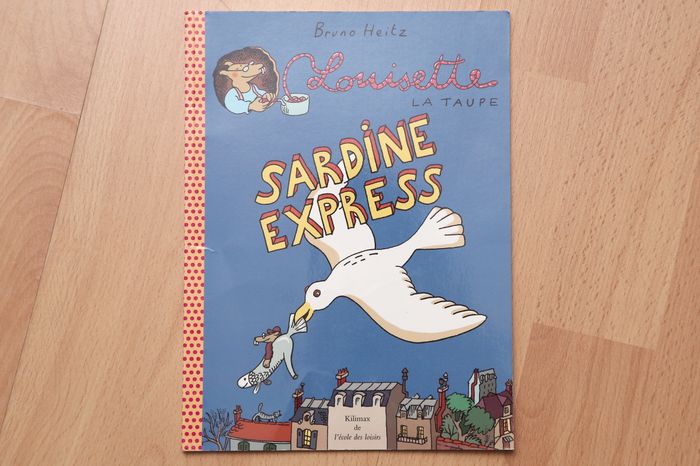 Bruno Heitz
Louisette
LA TAUPE
SARDINE
EXPRESS
Kilimax
de
l'école des loisirs